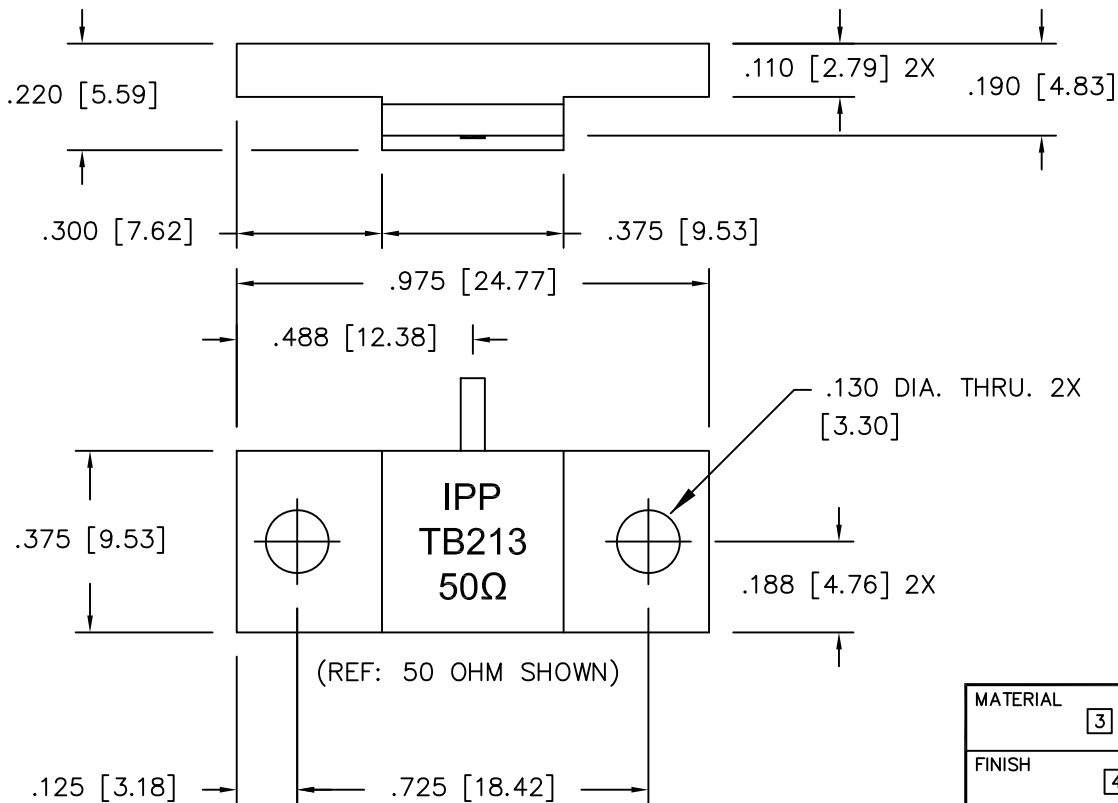 .220 [5.59]
.110 [2.79] 2X
.190 [4.83]
.300 [7.62]
.375 [9.53]
.975 [24.77]
.488 [12.38]
.130 DIA. THRU. 2X
[3.30]
IPP
TB213
50Ω
.375 [9.53]
.188 [4.76] 2X
(REF: 50 OHM SHOWN)
MATERIAL
3
FINISH
4
.125 [3.18]
.725 [18.42]